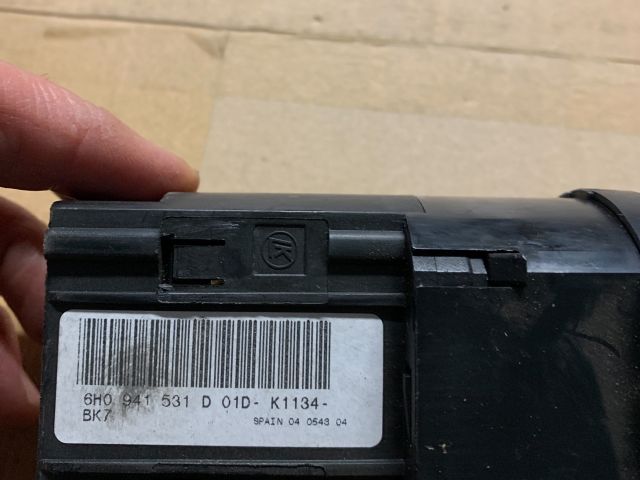 6H0 941 531 D 01D- K1134-
BK7 SPAIN 04 0543 04